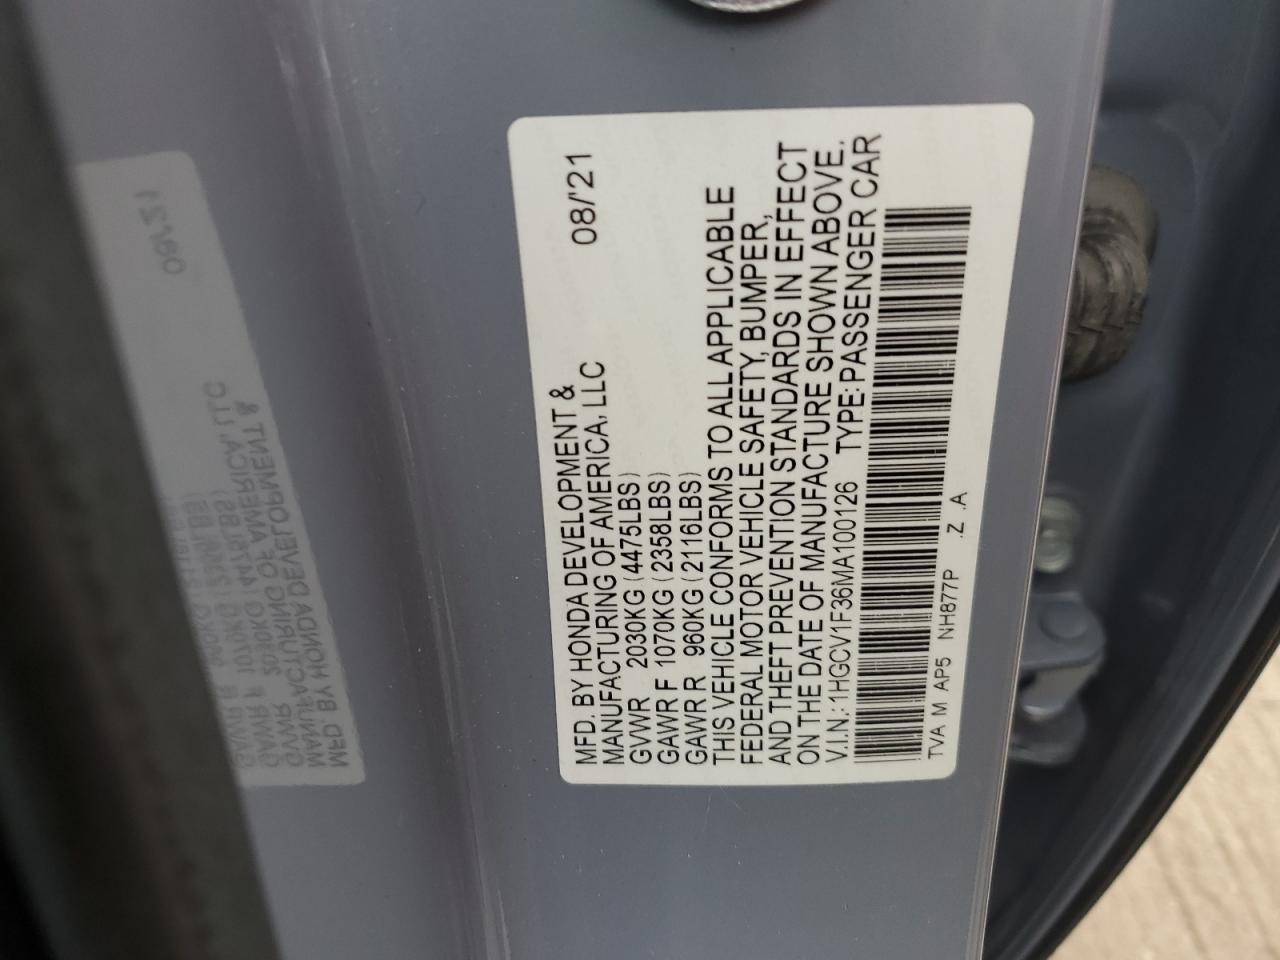 MFD. BY HONDA DEVELOPMENT &
MANUFACTURING OF AMERICA, LLC 08/'21
GVWR 2030KG (4475LBS)
GAWR F 1070KG (2358LBS)
GAWR R 960KG (2116LBS)
THIS VEHICLE CONFORMS TO ALL APPLICABLE
FEDERAL MOTOR VEHICLE SAFETY, BUMPER,
AND THEFT PREVENTION STANDARDS IN EFFECT
ON THE DATE OF MANUFACTURE SHOWN ABOVE.
V.I.N.: 1HGCV1F36MA100126 TYPE: PASSENGER CAR
TVA M AP5 NH877P .Z .A